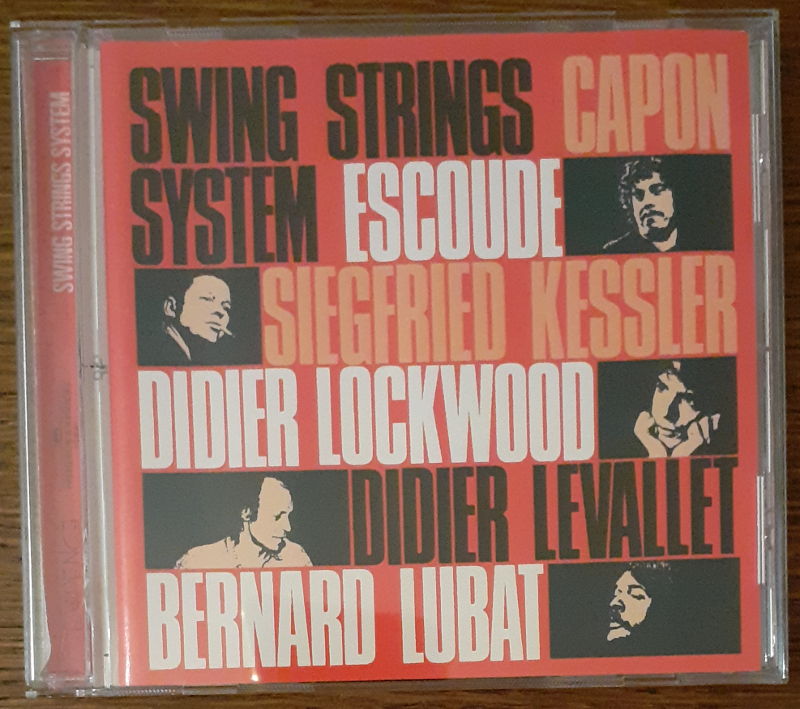 SWING STRINGS CAPON
SYSTEM ESCOUDE
SIEGFRIED KESSLER
DIDIER LOCKWOOD
DIDIER LEVALLET
BERNARD LUBAT
SWING STRINGS SYSTEM